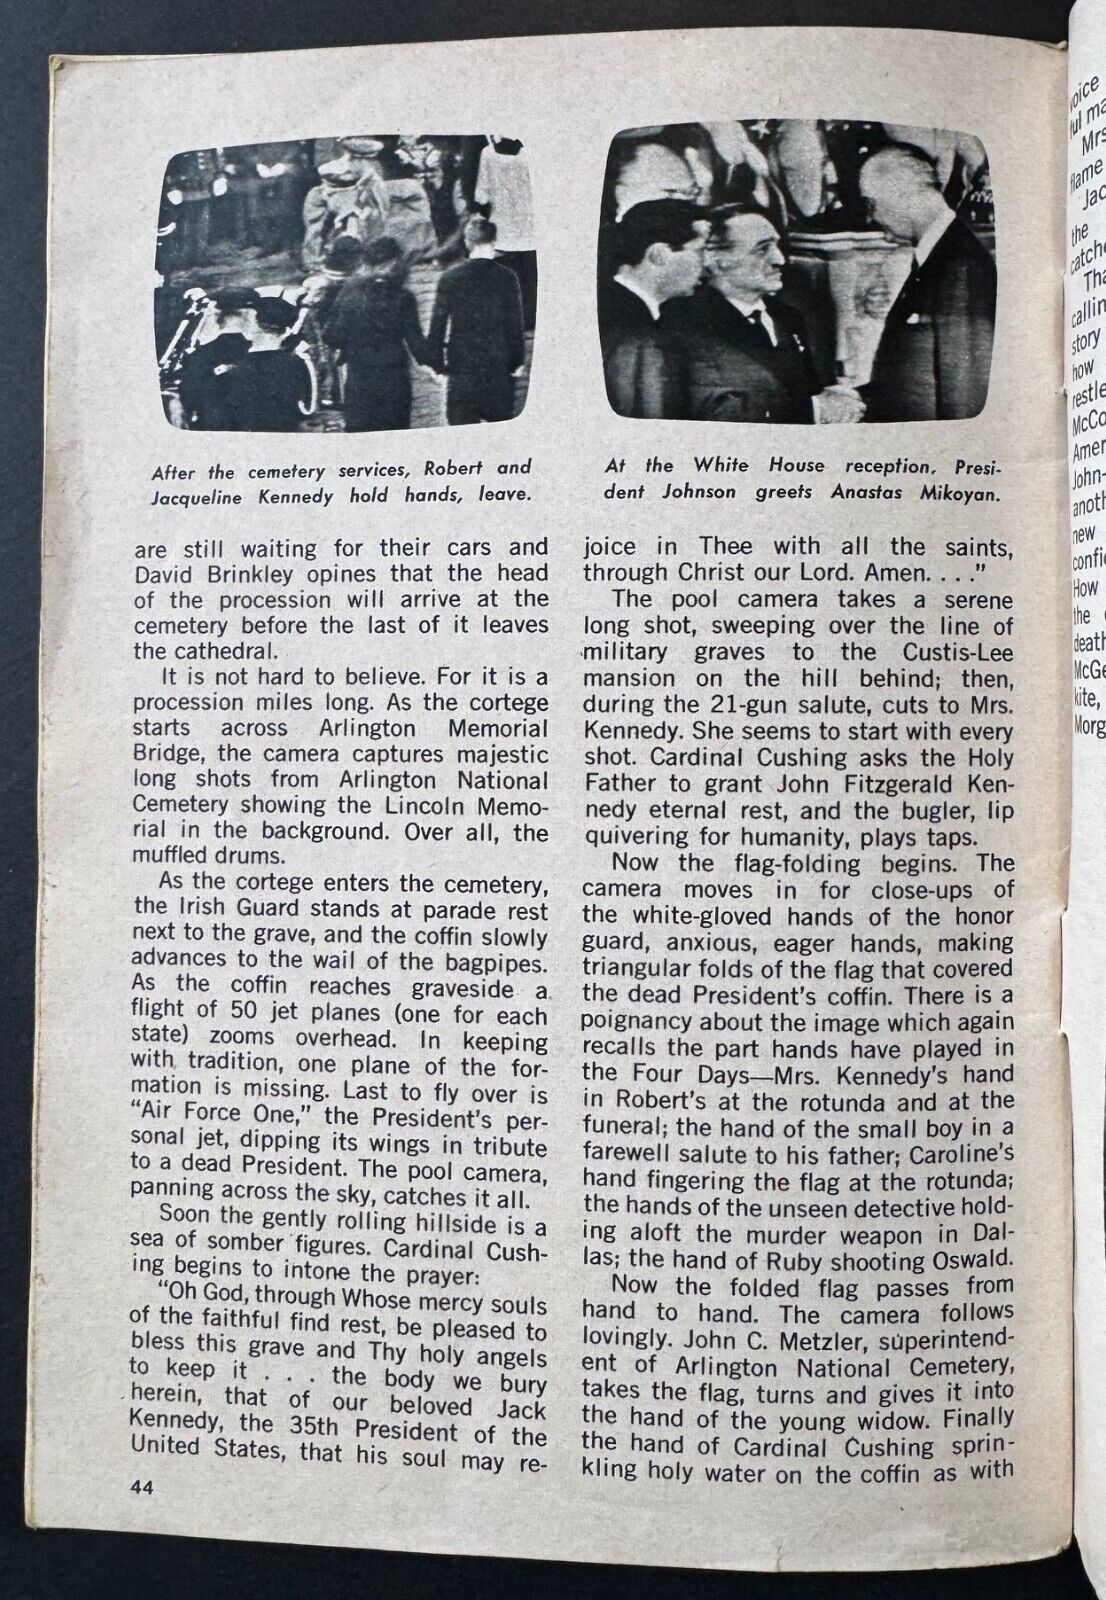 After the cemetery services, Robert and
Jacqueline Kennedy hold hands, leave.
At the White House reception, Presi-
dent Johnson greets Anastas Mikoyan.
are still waiting for their cars and
David Brinkley opines that the head
of the procession will arrive at the
cemetery before the last of it leaves
the cathedral.
It is not hard to believe. For it is a
procession miles long. As the cortege
starts across Arlington Memorial
Bridge, the camera captures majestic
long shots from Arlington National
Cemetery showing the Lincoln Memo-
rial in the background. Over all, the
muffled drums.
As the cortege enters the cemetery,
the Irish Guard stands at parade rest
next to the grave, and the coffin slowly
advances to the wail of the bagpipes.
As the coffin reaches graveside a
flight of 50 jet planes (one for each
state) zooms overhead. In keeping
with tradition, one plane of the for-
mation is missing. Last to fly over is
"Air Force One," the President's per-
sonal jet, dipping its wings in tribute
to a dead President. The pool camera,
panning across the sky, catches it all.
Soon the gently rolling hillside is a
sea of somber figures. Cardinal Cush-
ing begins to intone the prayer:
"Oh God, through Whose mercy souls
of the faithful find rest, be pleased to
bless this grave and Thy holy angels
to keep it . . . the body we bury
herein, that of our beloved Jack
Kennedy, the 35th President of the
United States, that his soul may re-
44
joice in Thee with all the saints,
through Christ our Lord. Amen. . . ."
The pool camera takes a serene
long shot, sweeping over the line of
military graves to the Custis-Lee
mansion on the hill behind; then,
during the 21-gun salute, cuts to Mrs.
Kennedy. She seems to start with every
shot. Cardinal Cushing asks the Holy
Father to grant John Fitzgerald Ken-
nedy eternal rest, and the bugler, lip
quivering for humanity, plays taps.
Now the flag-folding begins. The
camera moves in for close-ups of
the white-gloved hands of the honor
guard, anxious, eager hands, making
triangular folds of the flag that covered
the dead President's coffin. There is a
poignancy about the image which again
recalls the part hands have played in
the Four Days—Mrs. Kennedy's hand
in Robert's at the rotunda and at the
funeral; the hand of the small boy in a
farewell salute to his father; Caroline's
hand fingering the flag at the rotunda;
the hands of the unseen detective hold-
ing aloft the murder weapon in Dal-
las; the hand of Ruby shooting Oswald.
Now the folded flag passes from
hand to hand. The camera follows
lovingly. John C. Metzler, superintend-
ent of Arlington National Cemetery,
takes the flag, turns and gives it into
the hand of the young widow. Finally
the hand of Cardinal Cushing sprin-
kling holy water on the coffin as with
voice
ful ma
Mrs
flame
Jac
the
catche
Tha
callin
story
how
restle
McCo
Amer
John-
anoth
new
confid
How
the
death
McGe
kite,
Morg